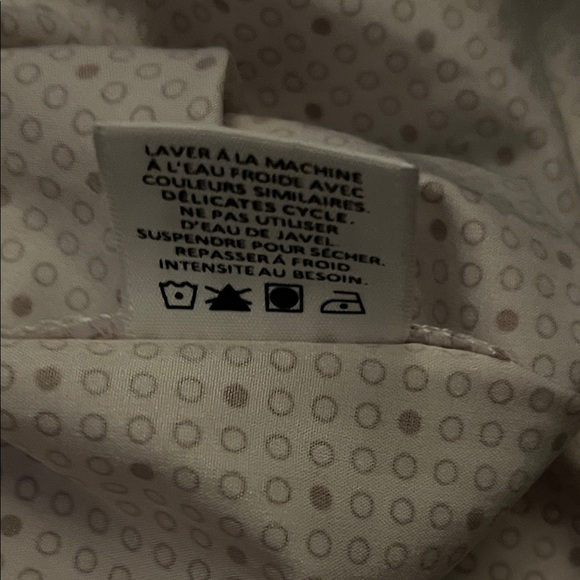 LAVER À LA MACHINE
À L'EAU FROIDE AVEC
COULEURS SIMILAIRES.
DÉLICATES CYCLE.
NE PAS UTILISER
D'EAU DE JAVEL.
SUSPENDRE POUR SÉCHER.
REPASSER À FROID
INTENSITE AU BESOIN.